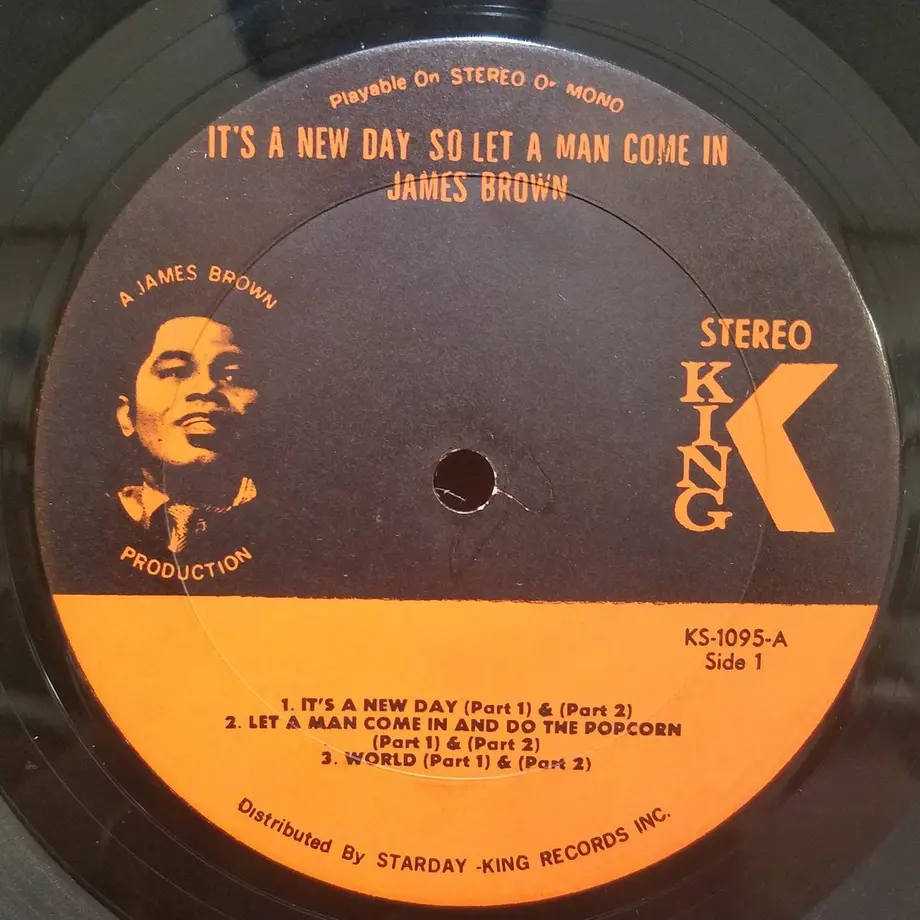 Playable On STEREO Or MONO
IT'S A NEW DAY SO LET A MAN COME IN
JAMES BROWN
A JAMES BROWN
PRODUCTION
STEREO
KING
K
KS-1095-A
Side 1
1. IT'S A NEW DAY (Part 1) & (Part 2)
2. LET A MAN COME IN AND DO THE POPCORN
(Part 1) & (Part 2)
3. WORLD (Part 1) & (Part 2)
Distributed By STARDAY -KING RECORDS INC.